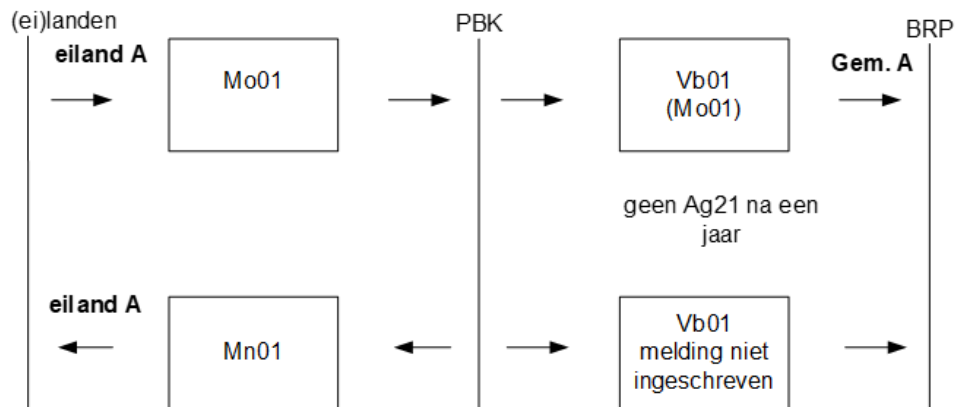 (ei)landen
PBK
BRP
eiland A
Mo01
Vb01
(Mo01)
Gem. A
geen Ag21 na een
jaar
eiland A
Mn01
Vb01
melding niet
ingeschreven